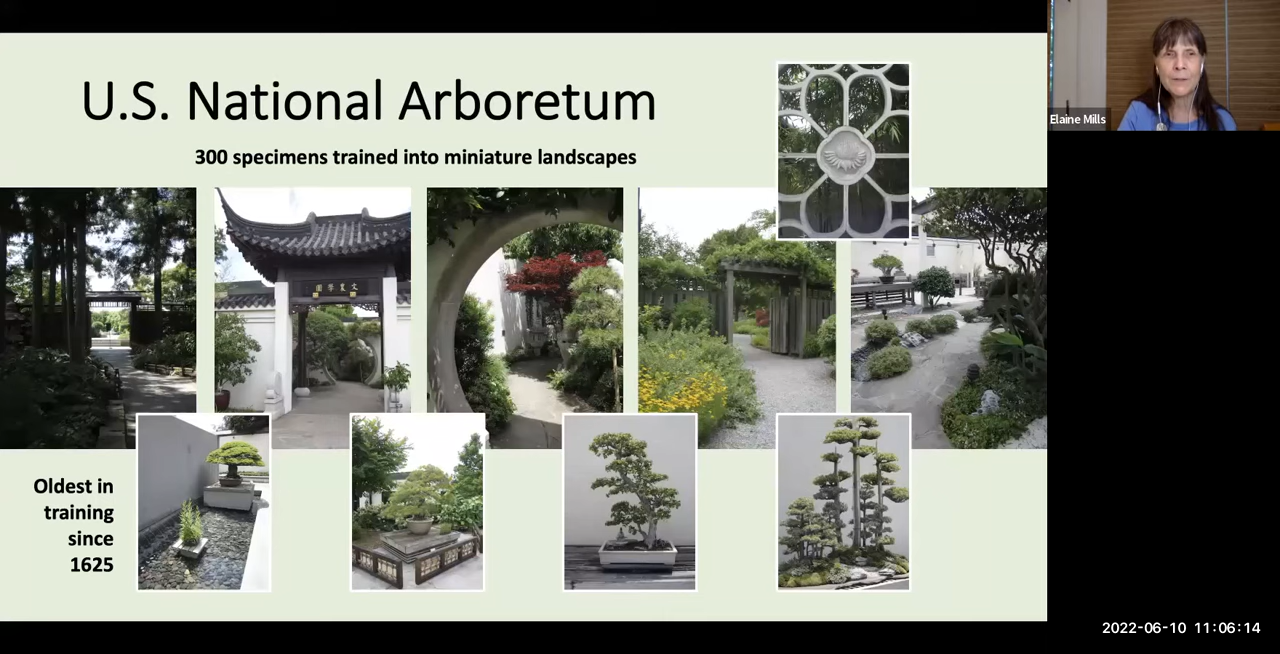 U.S. National Arboretum
300 specimens trained into miniature landscapes
Elaine Mills
Oldest in
training
since
1625
2022-06-10 11:06:14